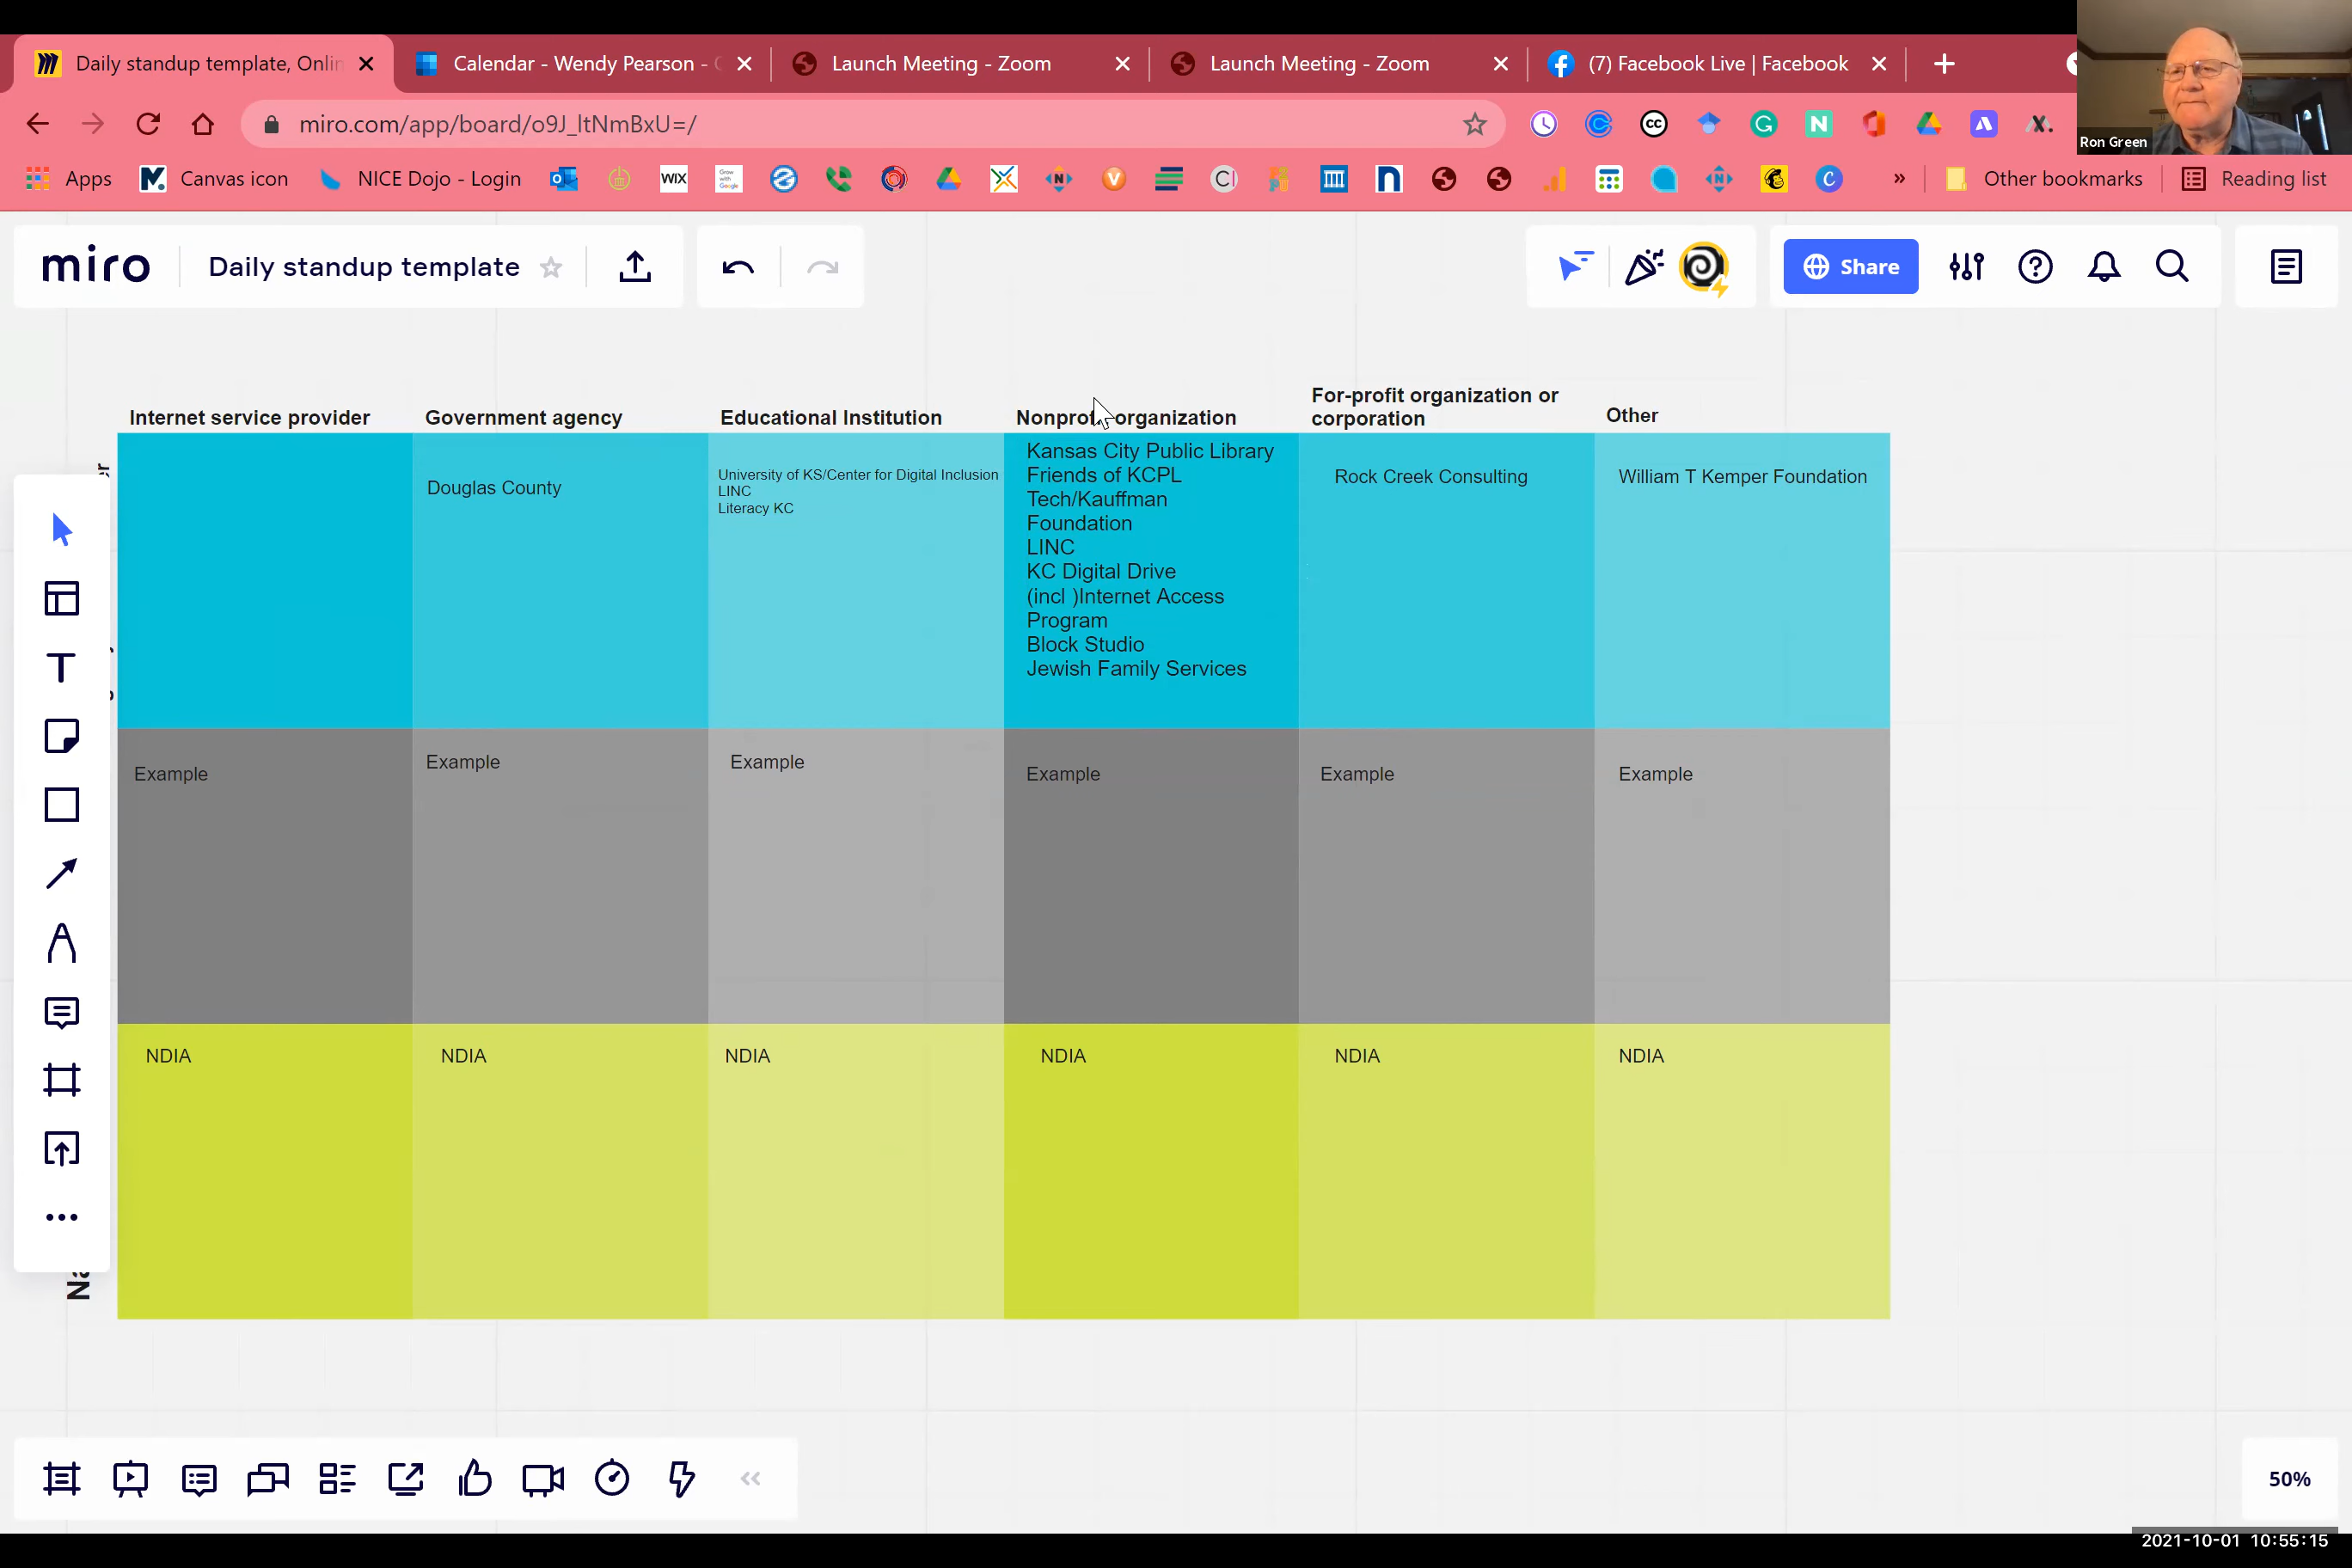 Daily standup template, Onlin
Calendar - Wendy Pearson -
Launch Meeting - Zoom
Launch Meeting - Zoom
(7) Facebook Live | Facebook
miro.com/app/board/o9J_ltNmBxU=/
Ron Green
Apps
Canvas icon
NICE Dojo - Login
WIX
Other bookmarks
Reading list
miro
Daily standup template
Share
Internet service provider
Government agency
Educational Institution
Nonprofit organization
For-profit organization or
corporation
Other
Douglas County
University of KS/Center for Digital Inclusion
LINC
Literacy KC
Kansas City Public Library
Friends of KCPL
Tech/Kauffman
Foundation
LINC
KC Digital Drive
(incl )Internet Access
Program
Block Studio
Jewish Family Services
Rock Creek Consulting
William T Kemper Foundation
Example
Example
Example
Example
Example
Example
NDIA
NDIA
NDIA
NDIA
NDIA
NDIA
50%
2021-10-01 10:55:15